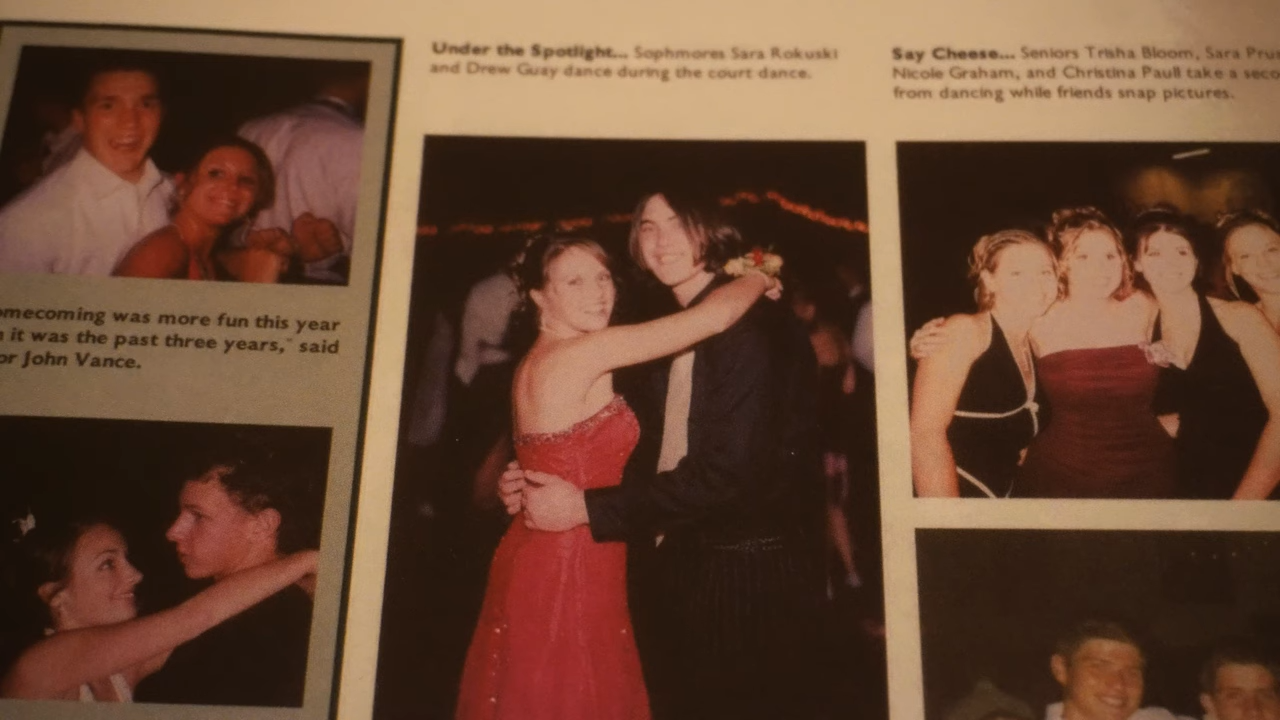 Under the Spotlight... Sophmores Sara Rokuski
and Drew Guay dance during the court dance.
Say Cheese... Seniors Trisha Bloom, Sara Pru
Nicole Graham, and Christina Paull take a seco
from dancing while friends snap pictures.
omecoming was more fun this year
it was the past three years," said
or John Vance.